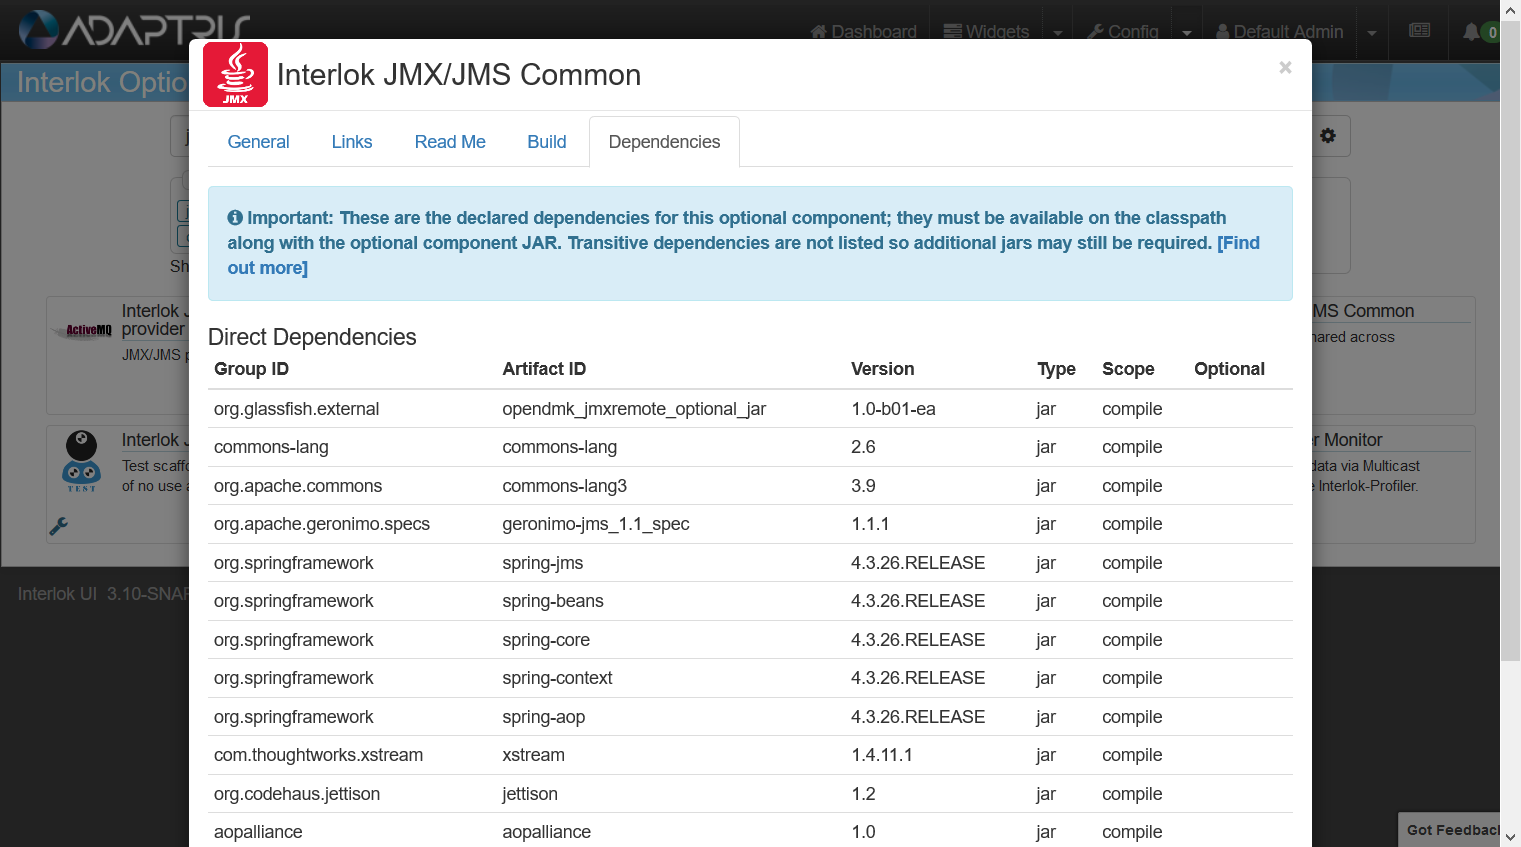 ADAPTRIS
Dashboard
Widgets
Config
Default Admin
0
Interlok Optio
Interlok JMX/JMS Common
×
General
Links
Read Me
Build
Dependencies
Important: These are the declared dependencies for this optional component; they must be available on the classpath
along with the optional component JAR. Transitive dependencies are not listed so additional jars may still be required. [Find
out more]
Sh
Direct Dependencies
Group ID Artifact ID Version Type Scope Optional
org.glassfish.external opendmk_jmxremote_optional_jar 1.0-b01-ea jar compile
commons-lang commons-lang 2.6 jar compile
org.apache.commons commons-lang3 3.9 jar compile
org.apache.geronimo.specs geronimo-jms_1.1_spec 1.1.1 jar compile
org.springframework spring-jms 4.3.26.RELEASE jar compile
org.springframework spring-beans 4.3.26.RELEASE jar compile
org.springframework spring-core 4.3.26.RELEASE jar compile
org.springframework spring-context 4.3.26.RELEASE jar compile
org.springframework spring-aop 4.3.26.RELEASE jar compile
com.thoughtworks.xstream xstream 1.4.11.1 jar compile
org.codehaus.jettison jettison 1.2 jar compile
aopalliance aopalliance 1.0 jar compile
JMX
ActiveMQ
Interlok J
provider
JMX/JMS p
TEST
Interlok J
Test scaffo
of no use a
MS Common
hared across
er Monitor
data via Multicast
e Interlok-Profiler.
Interlok UI 3.10-SNAP
Got Feedback